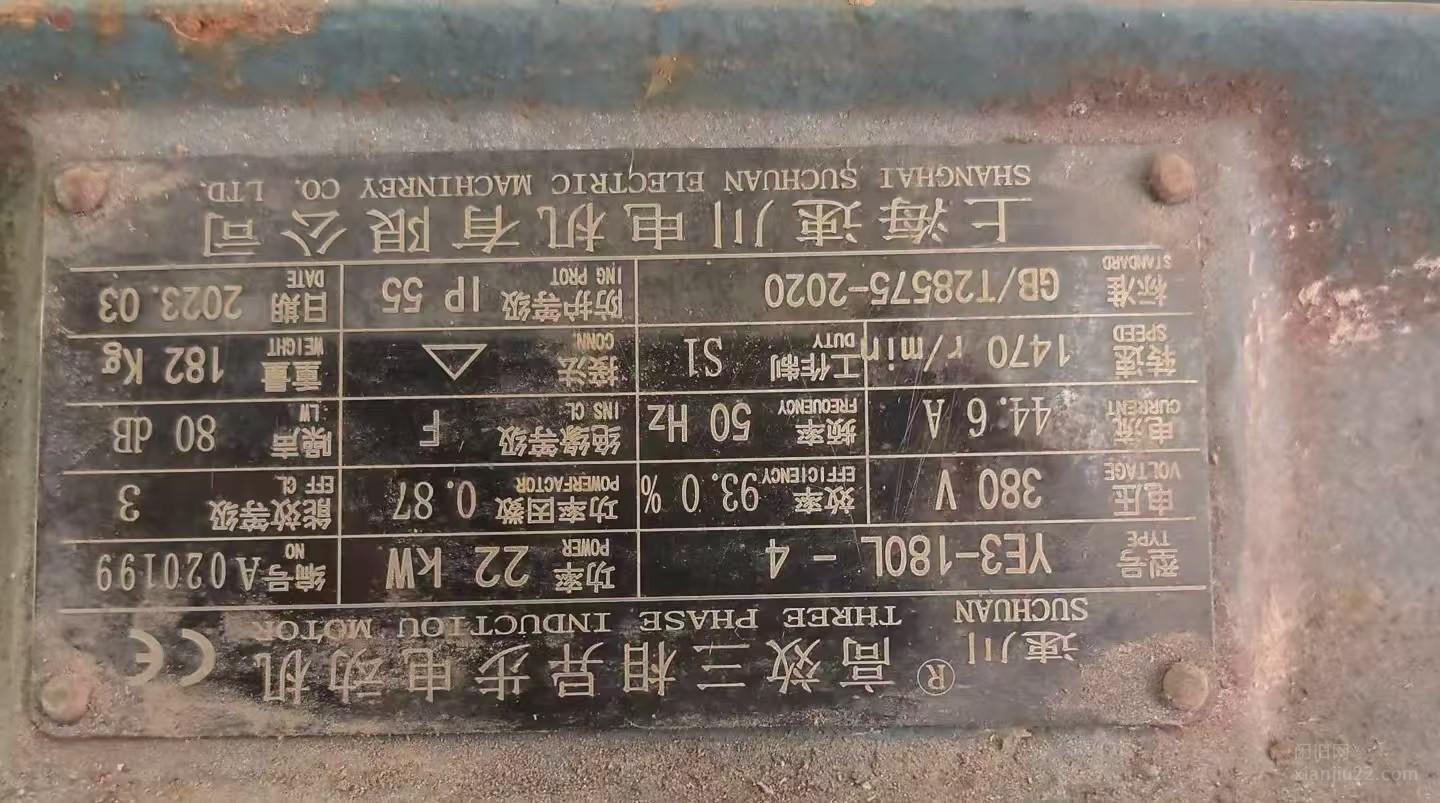 速川 ® 高效三相异步电动机 CE
SUCHUAN THREE PHASE INDUCTIOU MOTOR
型号 TYPE YE3-180L - 4 功率 POWER 22 kW 编号 NO A020199
电压 VOLTAGE 380 V 效率 EFFICIENCY 93.0 % 功率因数 POWERFACTOR 0.87 能效等级 EFF CL 3
电流 CURRENT 44.6 A 频率 FREQUENCY 50 Hz 绝缘等级 INS CL F 噪声 LW 80 dB
转速 SPEED 1470 r/min 工作制 DUTY S1 接法 CONN △ 重量 WEIGHT 182 Kg
标准 STANDARD GB/T28575-2020 防护等级 ING PROT IP 55 日期 DATE 2023.03
上海速川电机有限公司
SHANGHAI SUCHUAN ELECTRIC MACHINREY CO. LTD.
闲旧网
xianjiu22.com